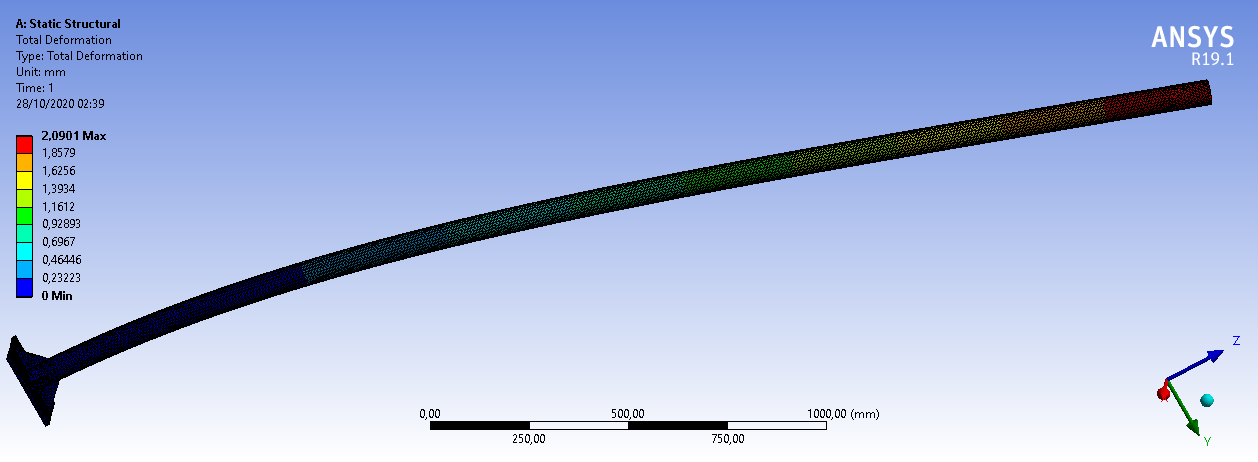 A: Static Structural
Total Deformation
Type: Total Deformation
Unit: mm
Time: 1
28/10/2020 02:39
ANSYS
R19.1
2,0901 Max
1,8579
1,6256
1,3934
1,1612
0,92893
0,6967
0,46446
0,23223
0 Min
Z
Y
0,00 500,00 1000,00 (mm)
250,00 750,00